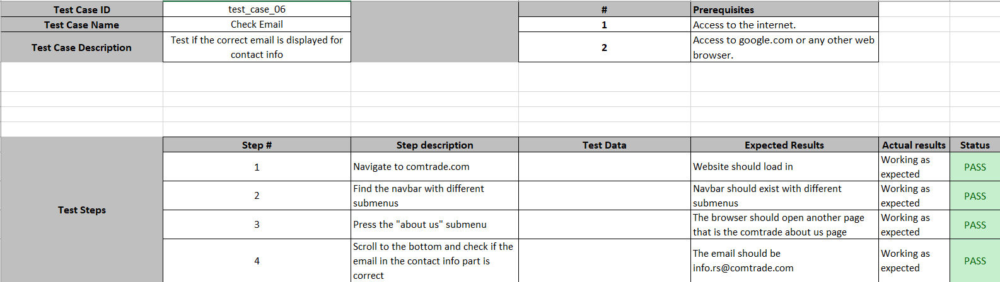 Test Case ID
test_case_06
#
Prerequisites
Test Case Name
Check Email
1
Access to the internet.
Test Case Description
Test if the correct email is displayed for
contact info
2
Access to google.com or any other web
browser.
Test Steps
Step #
Step description
Test Data
Expected Results
Actual results
Status
1
Navigate to comtrade.com
Website should load in
Working as
expected
PASS
2
Find the navbar with different
submenus
Navbar should exist with different
submenus
Working as
expected
PASS
3
Press the "about us" submenu
The browser should open another page
that is the comtrade about us page
Working as
expected
PASS
4
Scroll to the bottom and check if the
email in the contact info part is
correct
The email should be
info.rs@comtrade.com
Working as
expected
PASS